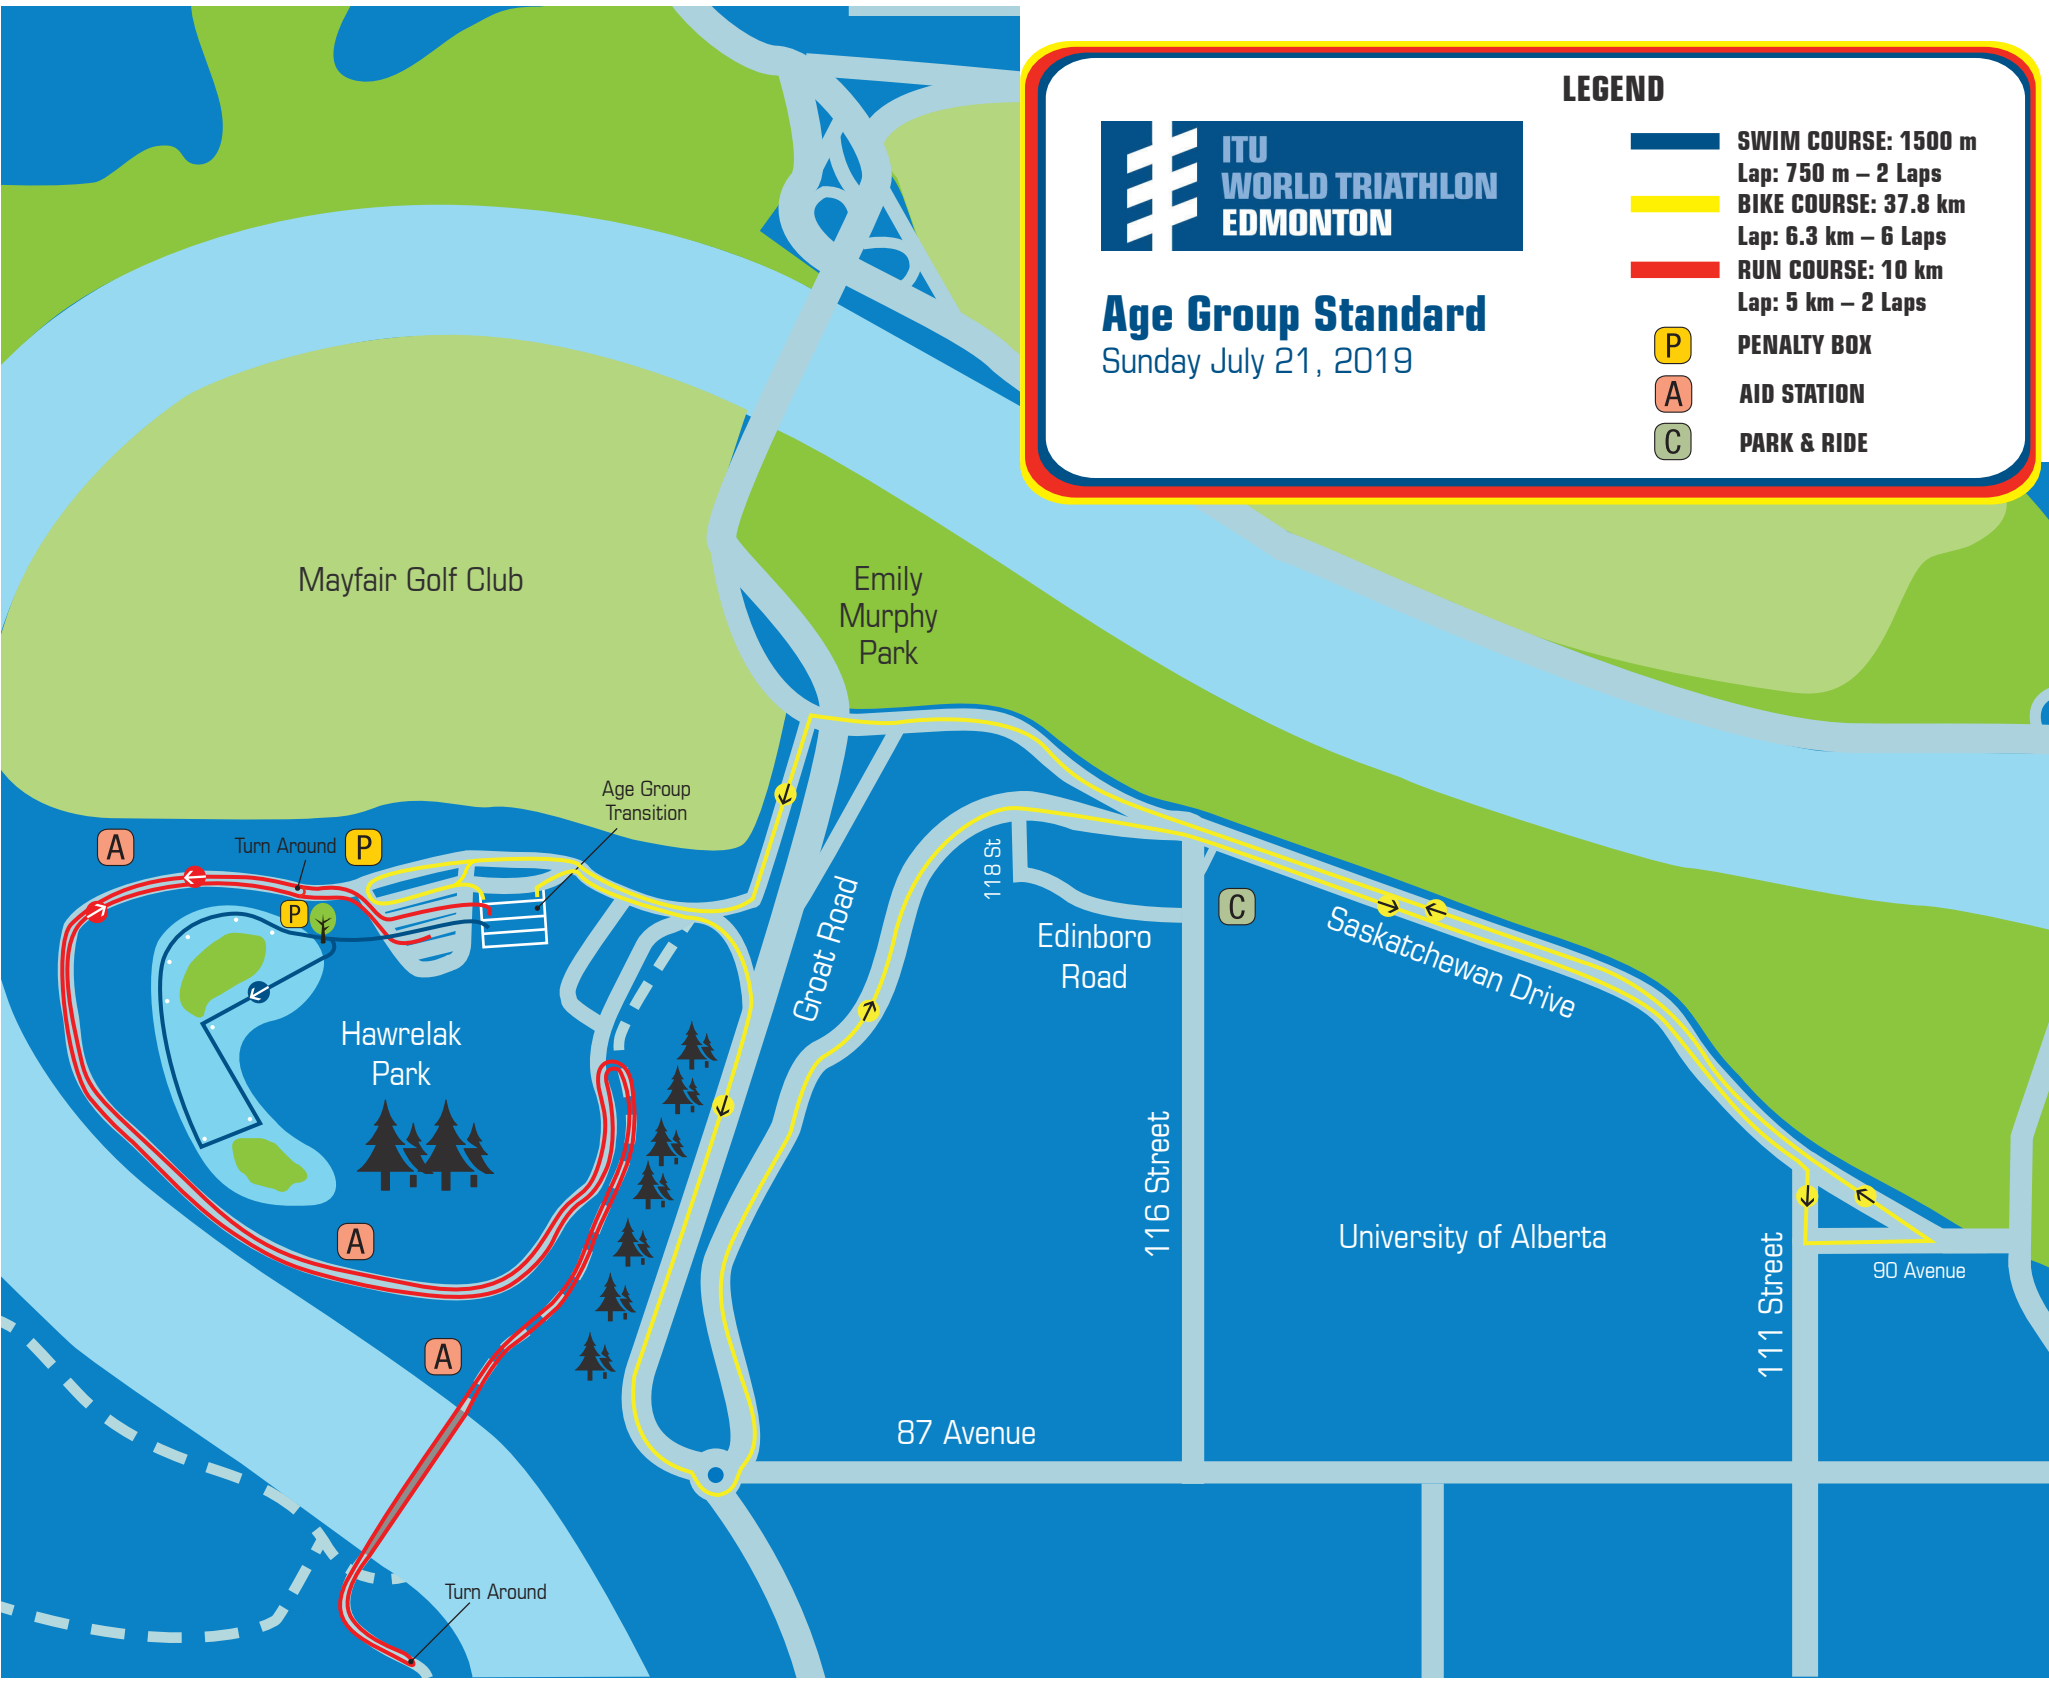 LEGEND
ITU
WORLD TRIATHLON
EDMONTON
Age Group Standard
Sunday July 21, 2019
SWIM COURSE: 1500 m
Lap: 750 m – 2 Laps
BIKE COURSE: 37.8 km
Lap: 6.3 km – 6 Laps
RUN COURSE: 10 km
Lap: 5 km – 2 Laps
P PENALTY BOX
A AID STATION
C PARK & RIDE
Mayfair Golf Club
Emily
Murphy
Park
Age Group
Transition
A
Turn Around
P
P
118 St
Groat Road
C
Edinboro
Road
Saskatchewan Drive
Hawrelak
Park
116 Street
University of Alberta
111 Street
90 Avenue
A
A
87 Avenue
Turn Around